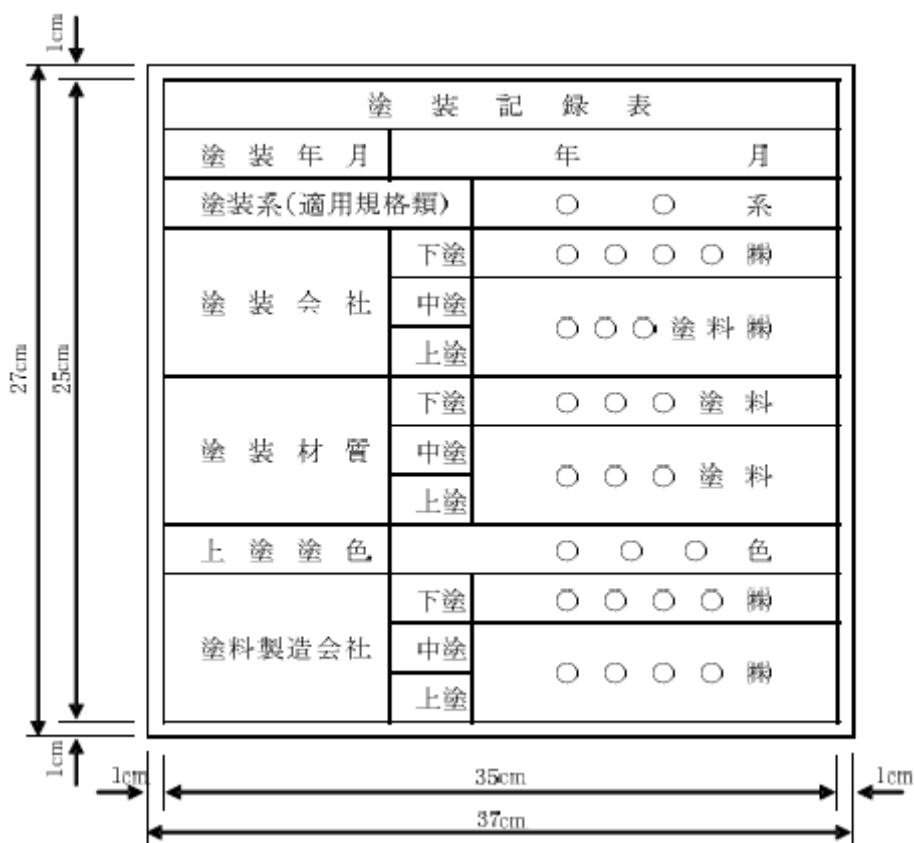 1cm
27cm
25cm
塗装記録表
塗装年月 年 月
塗装系(適用規格類) ○ ○ 系
塗装会社
下塗 ○○○○㈱
中塗
上塗
○○○塗料㈱
塗装材質
下塗 ○○○塗料
中塗
上塗
○○○塗料
上塗塗色 ○○○色
塗料製造会社
下塗 ○○○○㈱
中塗
上塗
○○○○㈱
1cm
1cm 35cm 1cm
37cm